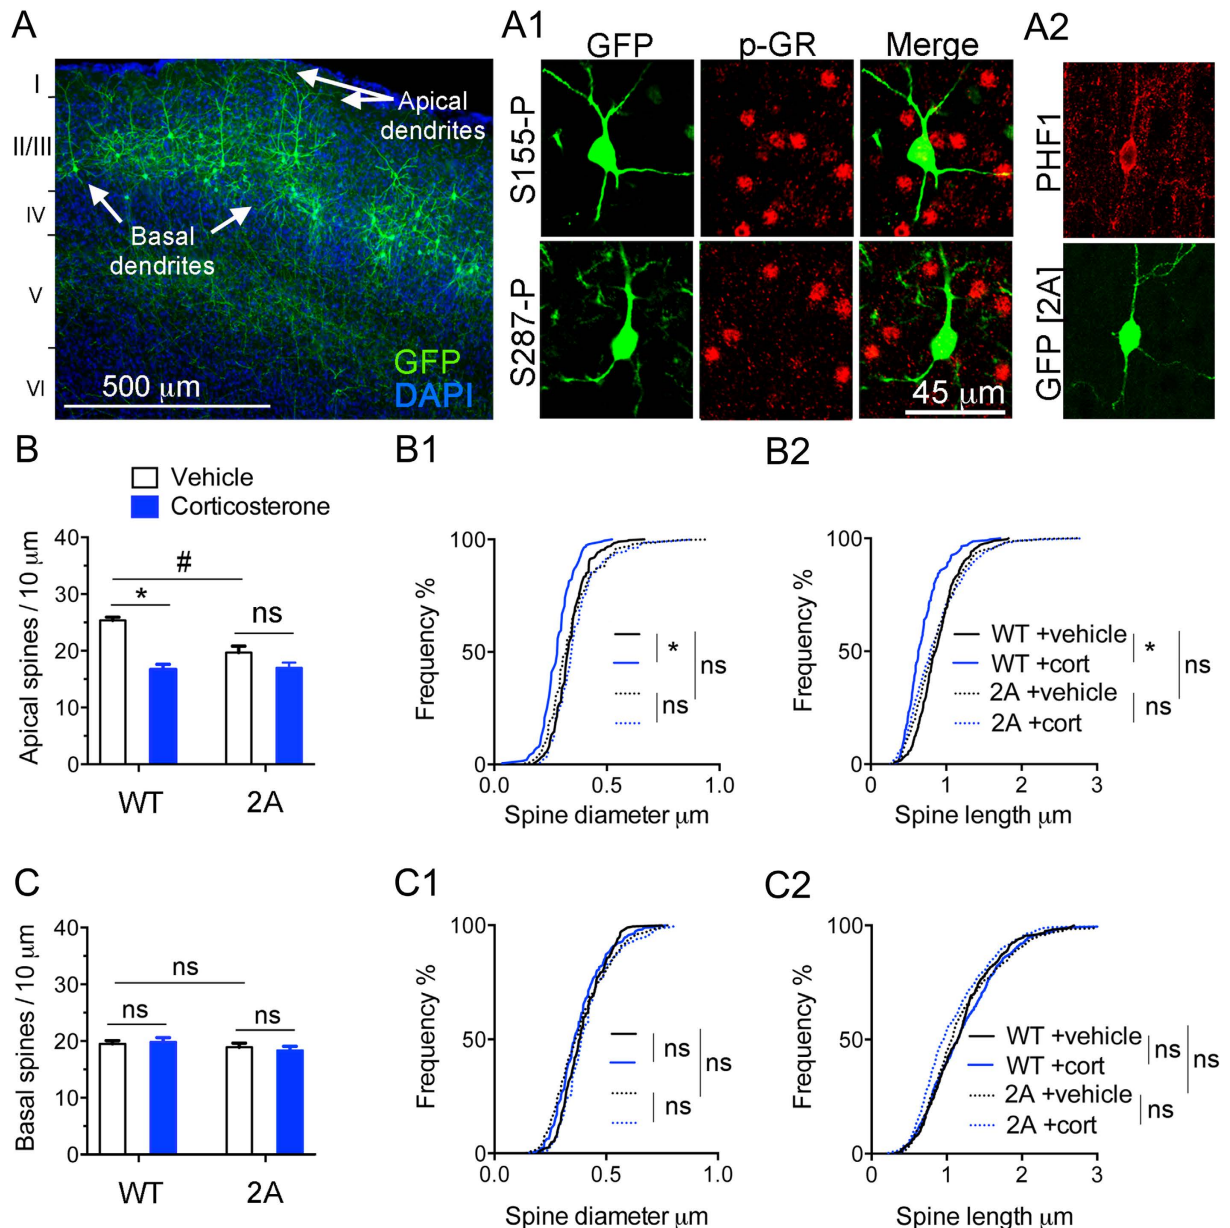 A
I
II/III
IV
V
VI
Apical
dendrites
Basal
dendrites
GFP
DAPI
500 μm
A1
GFP
p-GR
Merge
S155-P
S287-P
45 μm
A2
PHF1
GFP [2A]
B
Vehicle
Corticosterone
Apical spines / 10 μm
40
30
20
10
0
#
*
ns
WT
2A
B1
Frequency %
100
50
0
0.0
0.5
1.0
Spine diameter μm
*
ns
ns
B2
Frequency %
100
50
0
0
1
2
3
Spine length μm
WT +vehicle
WT +cort
2A +vehicle
2A +cort
*
ns
ns
C
Basal spines / 10 μm
40
30
20
10
0
ns
ns
ns
WT
2A
C1
Frequency %
100
50
0
0.0
0.5
1.0
Spine diameter μm
ns
ns
ns
C2
Frequency %
100
50
0
0
1
2
3
Spine length μm
WT +vehicle
WT +cort
2A +vehicle
2A +cort
ns
ns
ns